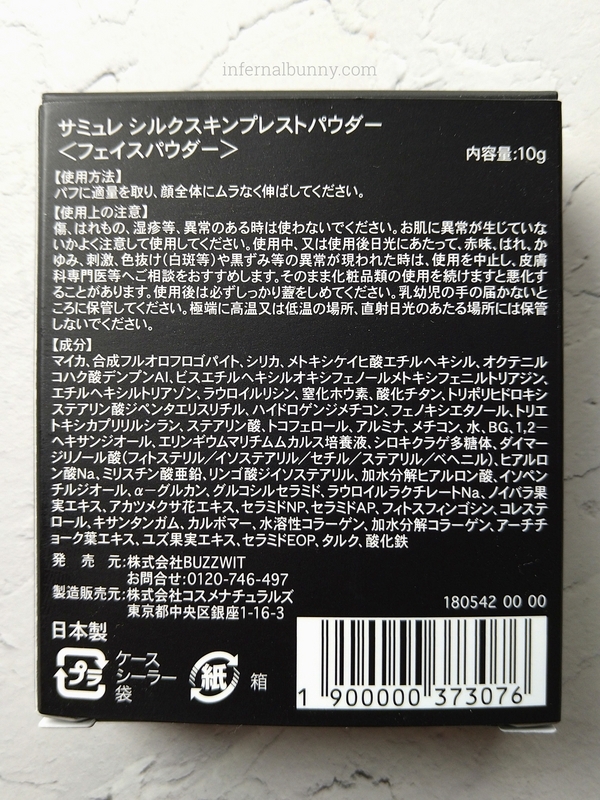 infernalbunny.com
サミュレ シルクスキンプレストパウダー
＜フェイスパウダー＞
内容量:10g
【使用方法】
パフに適量を取り、顔全体にムラなく伸ばしてください。
【使用上の注意】
傷、はれもの、湿疹等、異常のある時は使わないでください。お肌に異常が生じていな
いかよく注意して使用してください。使用中、又は使用後日光にあたって、赤味、はれ、か
ゆみ、刺激、色抜け(白斑等)や黒ずみ等の異常が現われた時は、使用を中止し、皮膚
科専門医等へご相談をおすすめします。そのまま化粧品類の使用を続けますと悪化す
ることがあります。使用後は必ずしっかり蓋をしめてください。乳幼児の手の届かないと
ころに保管してください。極端に高温又は低温の場所、直射日光のあたる場所には保管
しないでください。
【成分】
マイカ、合成フルオロフロゴパイト、シリカ、メトキシケイヒ酸エチルヘキシル、オクテニル
コハク酸デンプンAl、ビスエチルヘキシルオキシフェノールメトキシフェニルトリアジン、
エチルヘキシルトリアゾン、ラウロイルリシン、窒化ホウ素、酸化チタン、トリポリヒドロキシ
ステアリン酸ジペンタエリスリチル、ハイドロゲンジメチコン、フェノキシエタノール、トリエ
トキシカプリリルシラン、ステアリン酸、トコフェロール、アルミナ、メチコン、水、BG、1,2-
ヘキサンジオール、エリンギウムマリチムムカルス培養液、シロキクラゲ多糖体、ダイマー
ジリノール酸(フィトステリル/イソステアリル/セチル/ステアリル/ベヘニル)、ヒアルロ
ン酸Na、ミリスチン酸亜鉛、リンゴ酸ジイソステアリル、加水分解ヒアルロン酸、イソペン
チルジオール、α-グルカン、グルコシルセラミド、ラウロイルラクチレートNa、ノイバラ果
実エキス、アカツメクサ花エキス、セラミドNP、セラミドAP、フィトスフィンゴシン、コレステ
ロール、キサンタンガム、カルボマー、水溶性コラーゲン、加水分解コラーゲン、アーチチ
ョーク葉エキス、ユズ果実エキス、セラミドEOP、タルク、酸化鉄
発 売 元:株式会社BUZZWIT
お問合せ:0120-746-497
製造販売元:株式会社コスメナチュラルズ
東京都中央区銀座1-16-3
180542 00 00
日本製
プラ
ケース
シーラー
袋
紙
箱
1 900000 373076